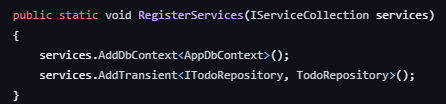 public static void RegisterServices(IServiceCollection services)
{
    services.AddDbContext<AppDbContext>();
    services.AddTransient<ITodoRepository, TodoRepository>();
}